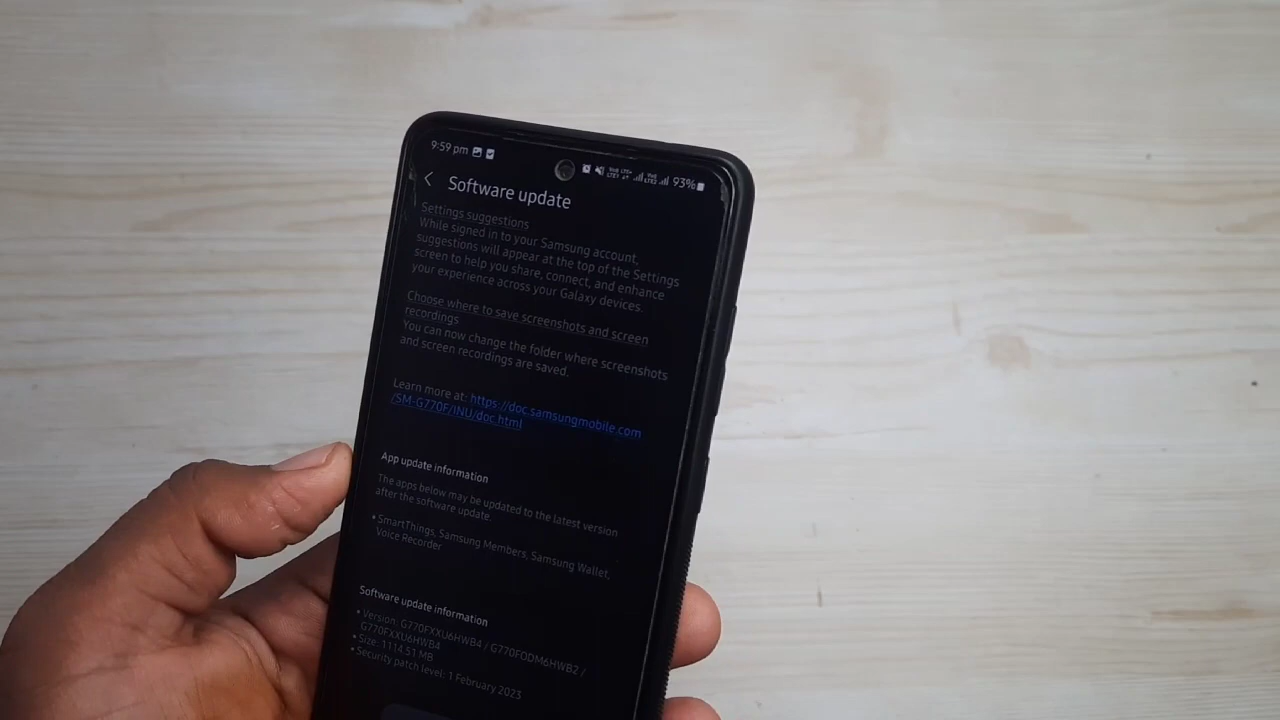 9:59 pm 93%
Software update
Settings suggestions
While signed in to your Samsung account,
suggestions will appear at the top of the Settings
screen to help you share, connect, and enhance
your experience across your Galaxy devices.
Choose where to save screenshots and screen
recordings
You can now change the folder where screenshots
and screen recordings are saved.
Learn more at: https://doc.samsungmobile.com
/SM-G770F/INU/doc.html
App update information
The apps below may be updated to the latest version
after the software update.
• SmartThings, Samsung Members, Samsung Wallet,
Voice Recorder
Software update information
• Version: G770FXXU6HWB4 / G770FODM6HWB2 /
G770FXXU6HWB4
• Size: 1114.51 MB
• Security patch level: 1 February 2023